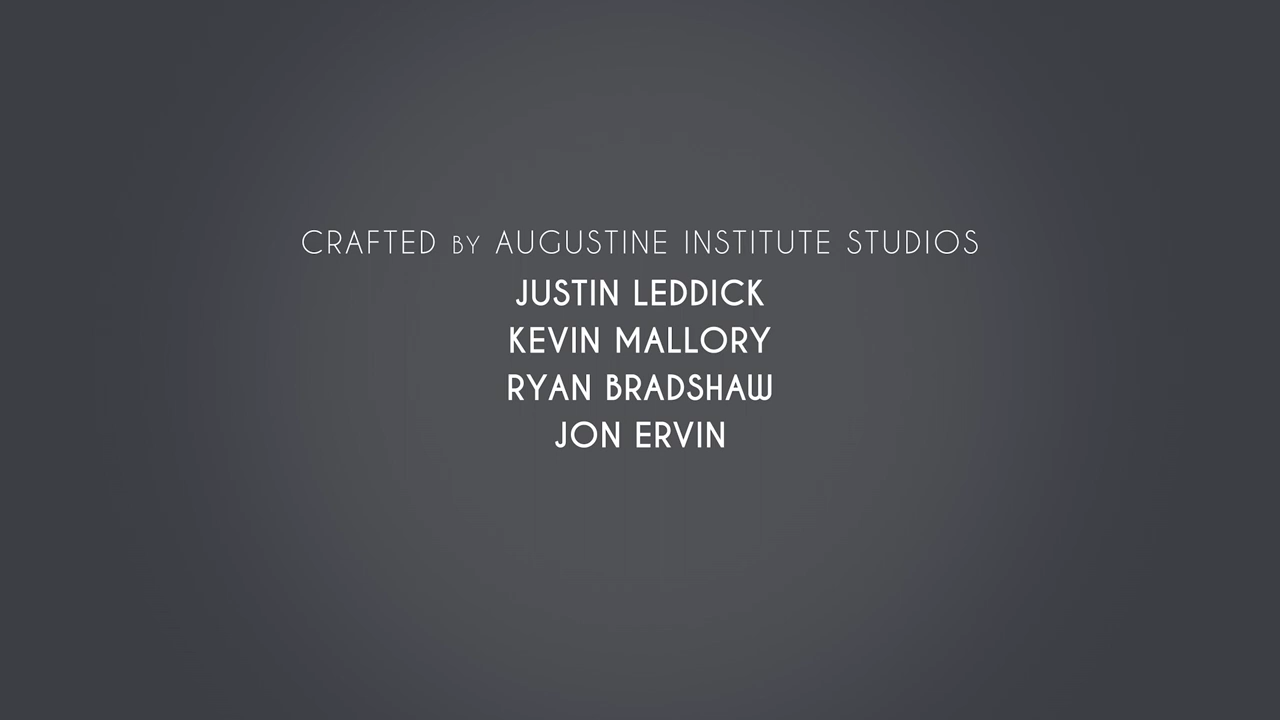 CRAFTED BY AUGUSTINE INSTITUTE STUDIOS
JUSTIN LEDDICK
KEVIN MALLORY
RYAN BRADSHAW
JON ERVIN